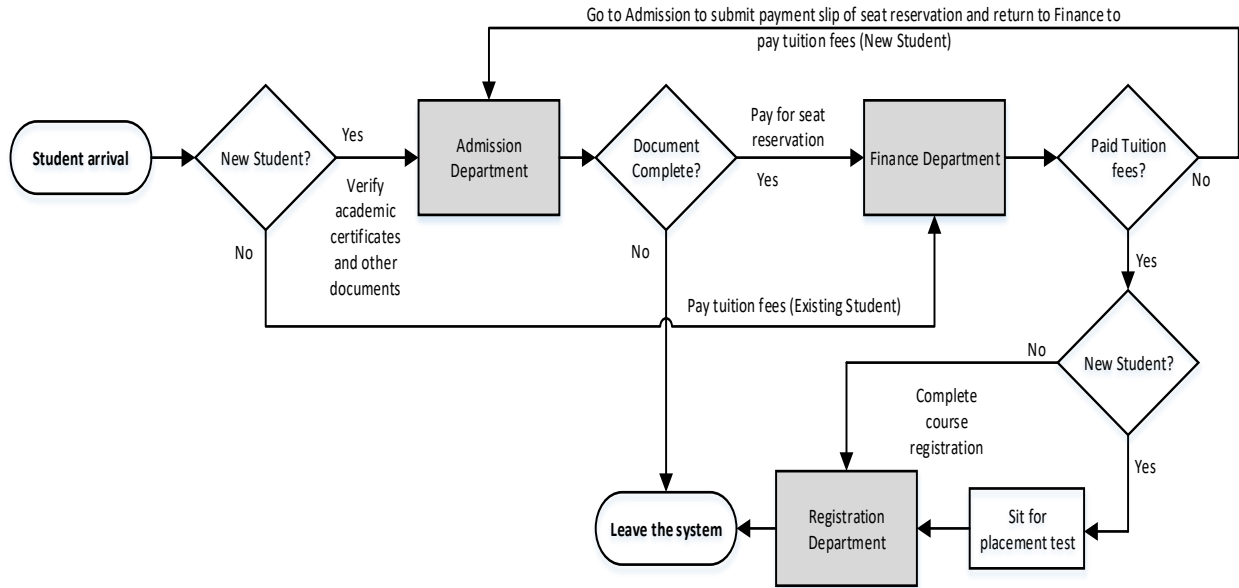 Go to Admission to submit payment slip of seat reservation and return to Finance to
pay tuition fees (New Student)
Student arrival
New Student?
Yes
Verify
academic
certificates
and other
documents
No
Admission
Department
Document
Complete?
Pay for seat
reservation
Yes
No
Finance Department
Paid Tuition
fees?
No
Yes
Pay tuition fees (Existing Student)
New Student?
No
Complete
course
registration
Yes
Sit for
placement test
Registration
Department
Leave the system